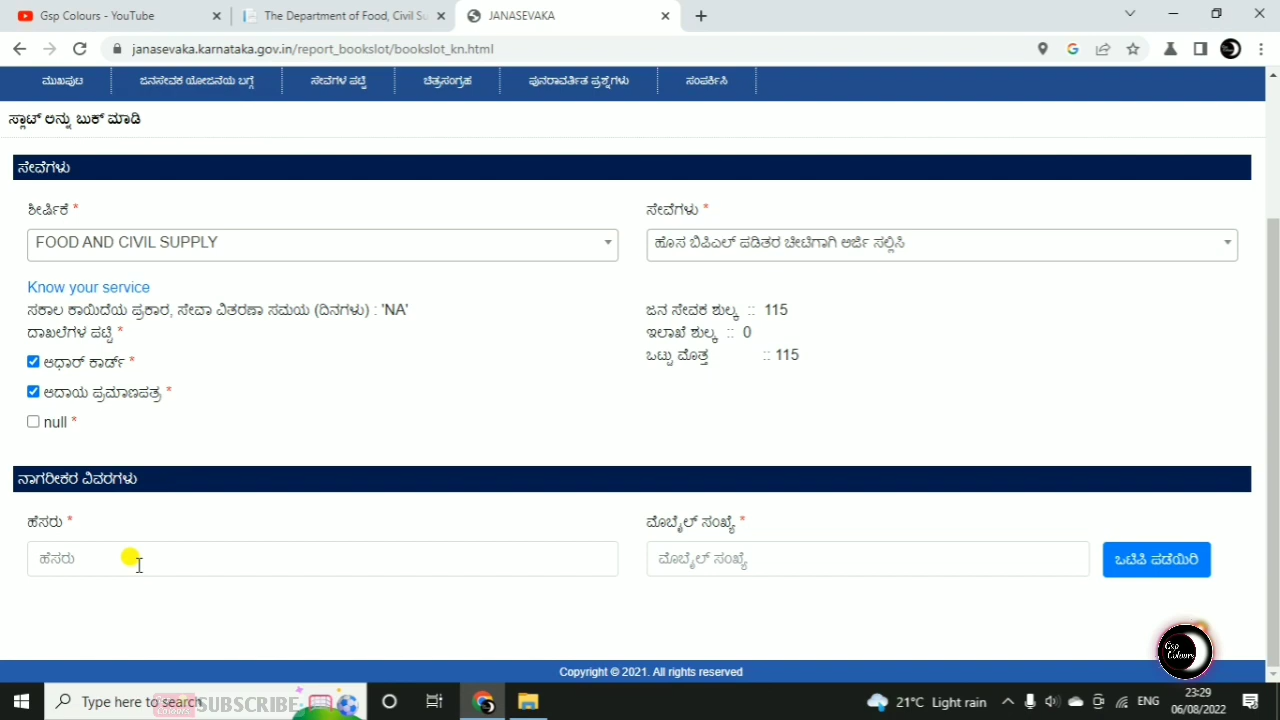 Gsp Colours - YouTube
The Department of Food, Civil Su
JANASEVAKA
janasevaka.karnataka.gov.in/report_bookslot/bookslot_kn.html
ಮುಖಪುಟ ಜನಸೇವಕ ಯೋಜನೆಯ ಬಗ್ಗೆ ಸೇವೆಗಳ ಪಟ್ಟಿ ಚಿತ್ರಸಂಗ್ರಹ ಪುನರಾವರ್ತಿತ ಪ್ರಶ್ನೆಗಳು ಸಂಪರ್ಕಿಸಿ
ಸ್ಲಾಟ್ ಅನ್ನು ಬುಕ್ ಮಾಡಿ
ಸೇವೆಗಳು
ಶೀರ್ಷಿಕೆ *
ಸೇವೆಗಳು *
FOOD AND CIVIL SUPPLY
ಹೊಸ ಬಿಪಿಎಲ್ ಪಡಿತರ ಚೀಟಿಗಾಗಿ ಅರ್ಜಿ ಸಲ್ಲಿಸಿ
Know your service
ಸಕಾಲ ಕಾಯಿದೆಯ ಪ್ರಕಾರ, ಸೇವಾ ವಿತರಣಾ ಸಮಯ (ದಿನಗಳು) : 'NA'
ದಾಖಲೆಗಳ ಪಟ್ಟಿ *
ಆಧಾರ್ ಕಾರ್ಡ್ *
ಆದಾಯ ಪ್ರಮಾಣಪತ್ರ *
null *
ಜನ ಸೇವಕ ಶುಲ್ಕ :: 115
ಇಲಾಖೆ ಶುಲ್ಕ :: 0
ಒಟ್ಟು ಮೊತ್ತ :: 115
ನಾಗರೀಕರ ವಿವರಗಳು
ಹೆಸರು *
ಮೊಬೈಲ್ ಸಂಖ್ಯೆ *
ಹೆಸರು
ಮೊಬೈಲ್ ಸಂಖ್ಯೆ
ಒಟಿಪಿ ಪಡೆಯಿರಿ
Gsp
Colours
Copyright © 2021. All rights reserved
Type here to search
SUBSCRIBE
21°C Light rain
ENG
23:29
06/08/2022